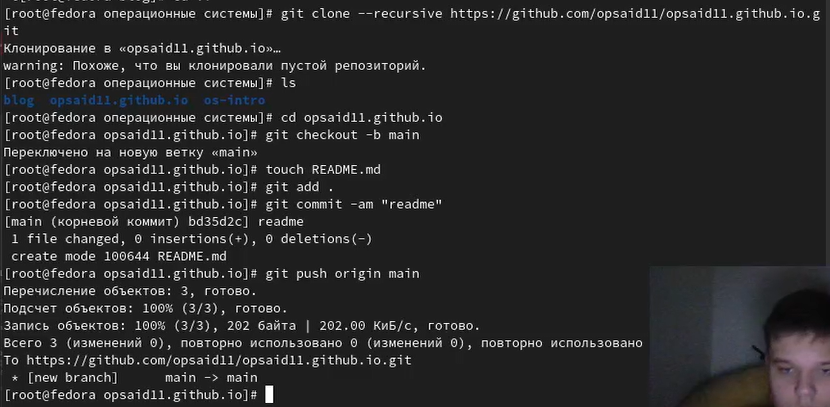 [root@fedora операционные системы]# git clone --recursive https://github.com/opsaid11/opsaid11.github.io.g
it
Клонирование в «opsaid11.github.io»…
warning: Похоже, что вы клонировали пустой репозиторий.
[root@fedora операционные системы]# ls
blog opsaid11.github.io os-intro
[root@fedora операционные системы]# cd opsaid11.github.io
[root@fedora opsaid11.github.io]# git checkout -b main
Переключено на новую ветку «main»
[root@fedora opsaid11.github.io]# touch README.md
[root@fedora opsaid11.github.io]# git add .
[root@fedora opsaid11.github.io]# git commit -am "readme"
[main (корневой коммит) bd35d2c] readme
1 file changed, 0 insertions(+), 0 deletions(-)
create mode 100644 README.md
[root@fedora opsaid11.github.io]# git push origin main
Перечисление объектов: 3, готово.
Подсчет объектов: 100% (3/3), готово.
Запись объектов: 100% (3/3), 202 байта | 202.00 КиБ/с, готово.
Всего 3 (изменений 0), повторно использовано 0 (изменений 0), повторно использовано
To https://github.com/opsaid11/opsaid11.github.io.git
* [new branch] main -> main
[root@fedora opsaid11.github.io]#